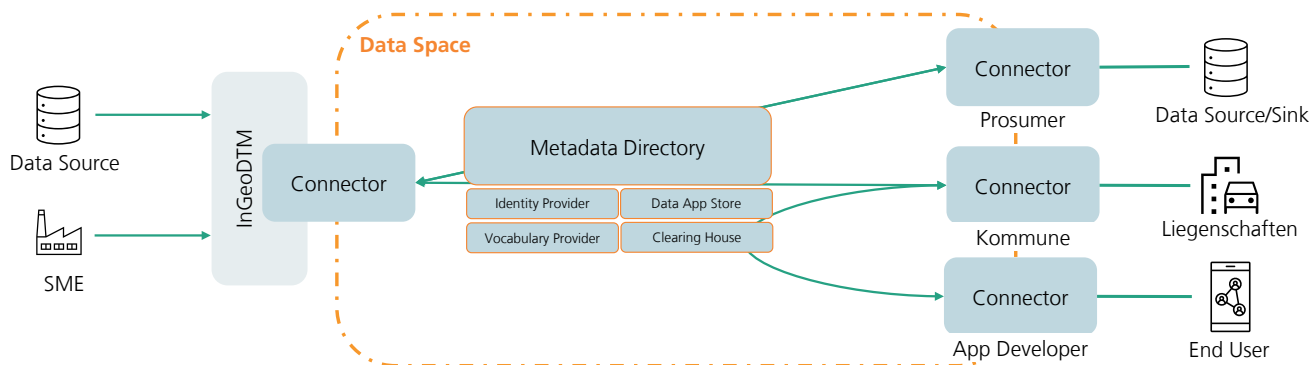 Data Space
Data Source
SME
InGeoDTM
Connector
Metadata Directory
Identity Provider
Data App Store
Vocabulary Provider
Clearing House
Connector
Prosumer
Data Source/Sink
Connector
Kommune
Liegenschaften
Connector
App Developer
End User